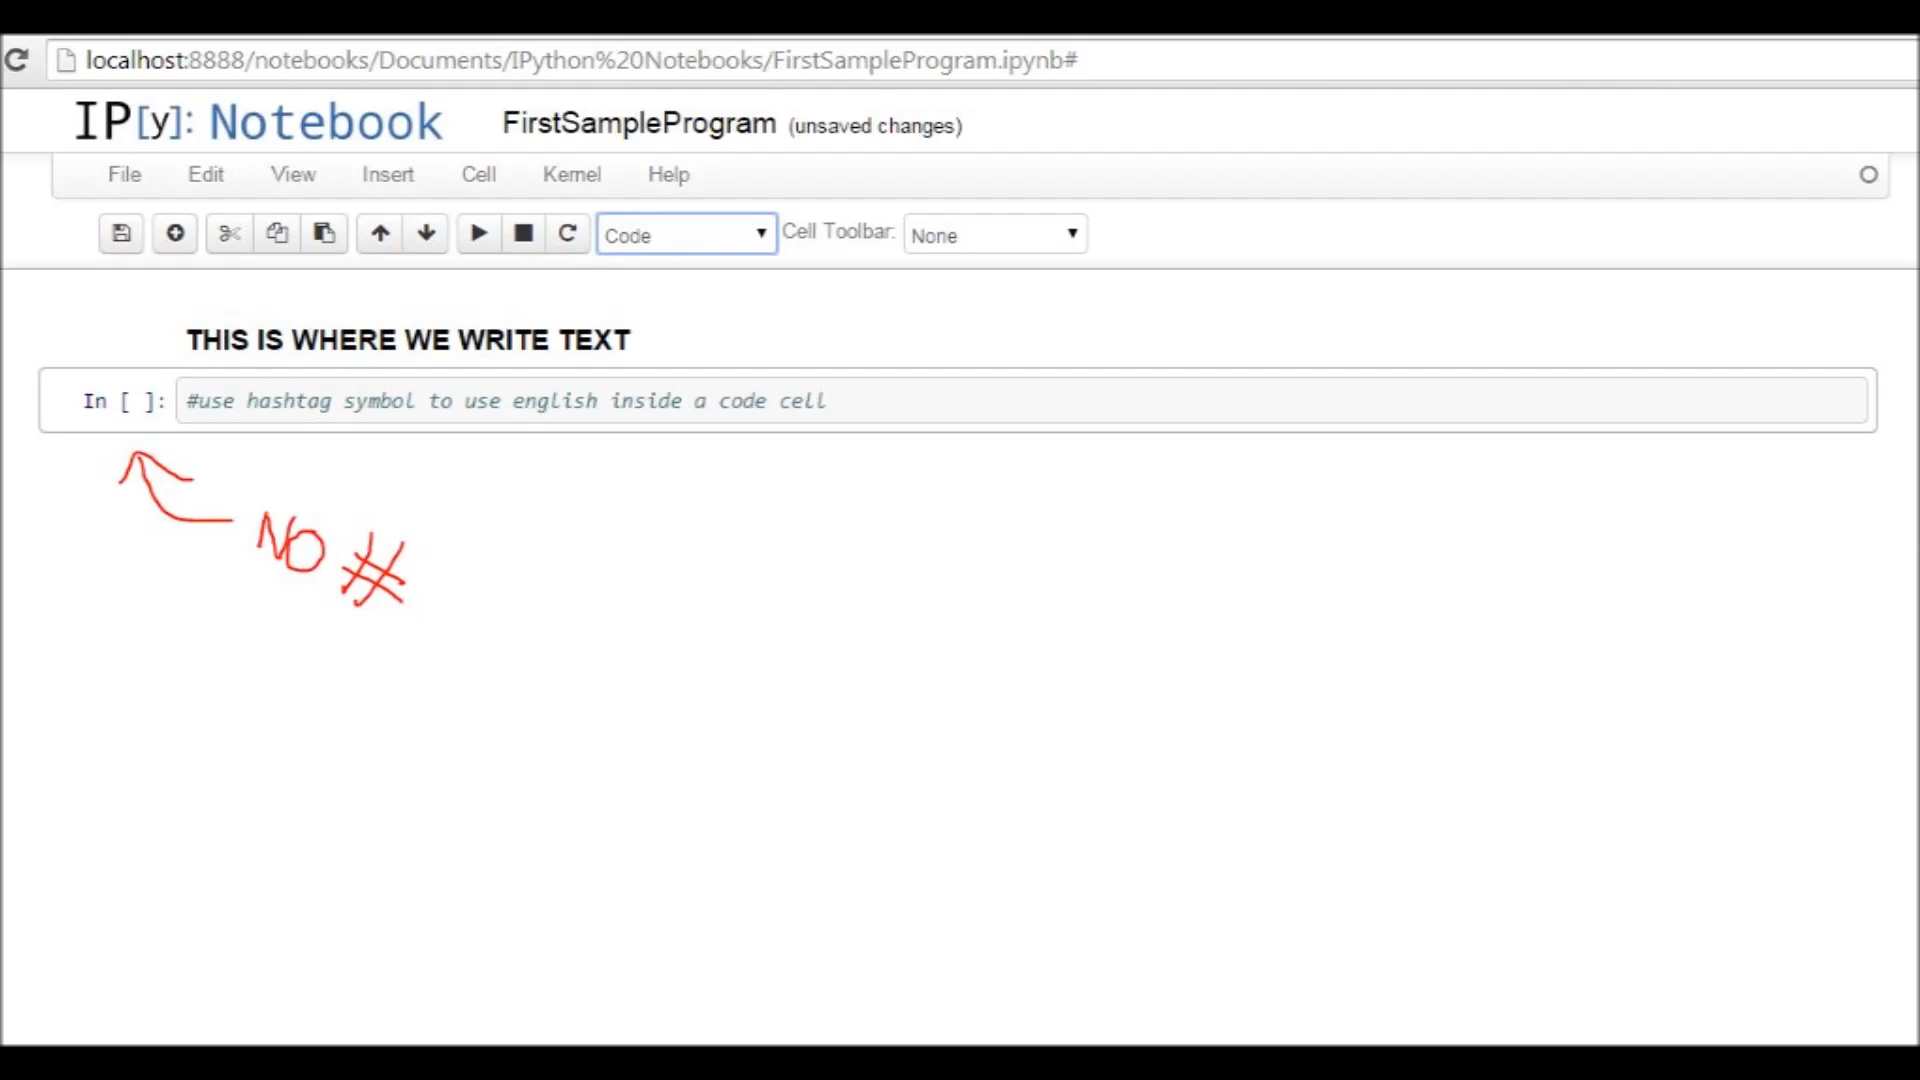 localhost:8888/notebooks/Documents/IPython%20Notebooks/FirstSampleProgram.ipynb#
IP[y]: Notebook FirstSampleProgram (unsaved changes)
File Edit View Insert Cell Kernel Help
Code Cell Toolbar: None
THIS IS WHERE WE WRITE TEXT
In [ ]: #use hashtag symbol to use english inside a code cell
NO #